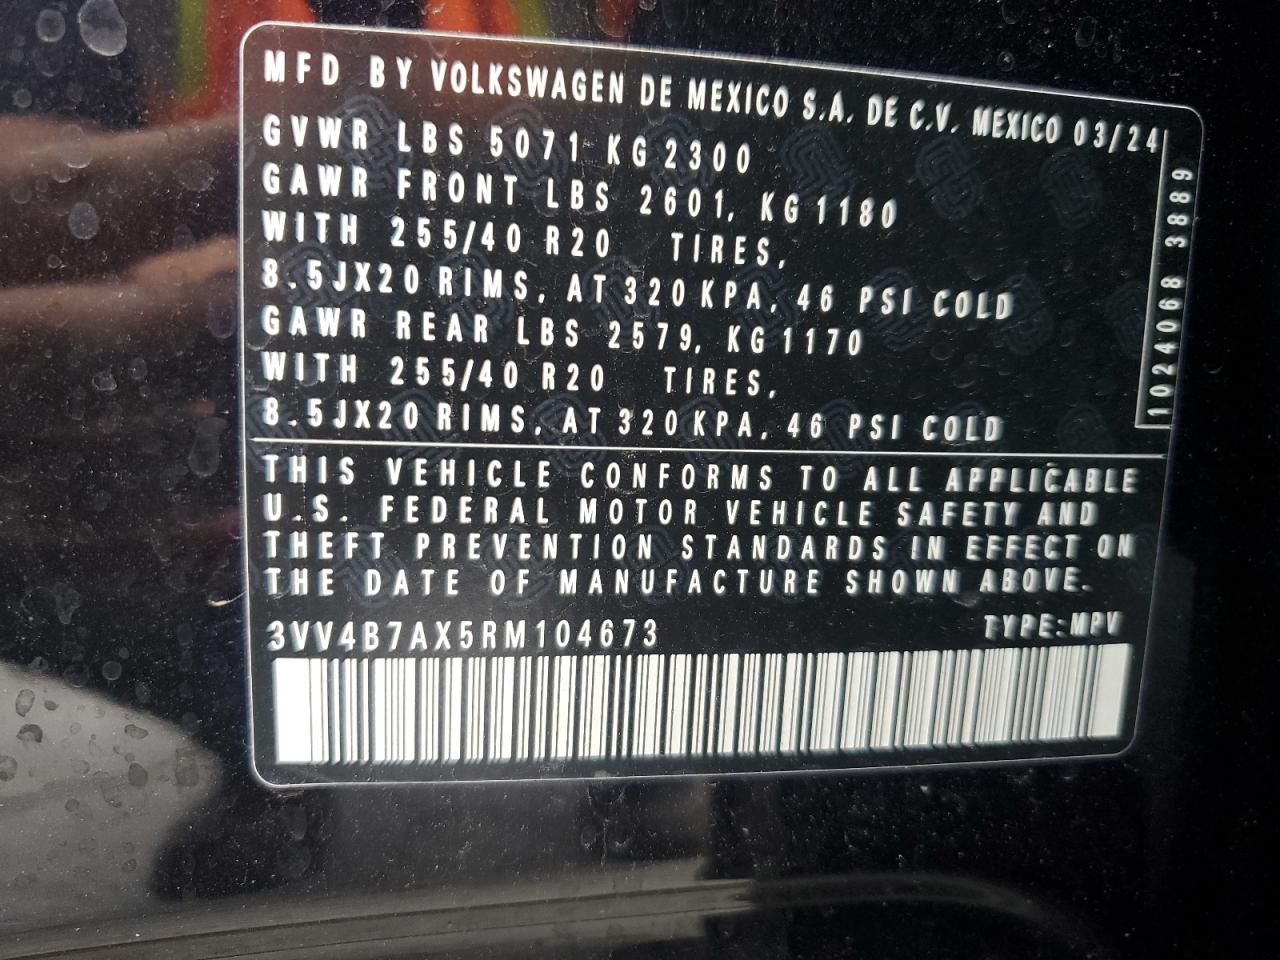 MFD BY VOLKSWAGEN DE MEXICO S.A. DE C.V. MEXICO 03/24
GVWR LBS 5071 KG 2300
GAWR FRONT LBS 2601, KG 1180
WITH 255/40 R20 TIRES,
8.5JX20 RIMS, AT 320 KPA, 46 PSI COLD
GAWR REAR LBS 2579, KG 1170
WITH 255/40 R20 TIRES,
8.5JX20 RIMS, AT 320 KPA, 46 PSI COLD
1024068 3889
THIS VEHICLE CONFORMS TO ALL APPLICABLE
U.S. FEDERAL MOTOR VEHICLE SAFETY AND
THEFT PREVENTION STANDARDS IN EFFECT ON
THE DATE OF MANUFACTURE SHOWN ABOVE.
3VV4B7AX5RM104673 TYPE:MPV